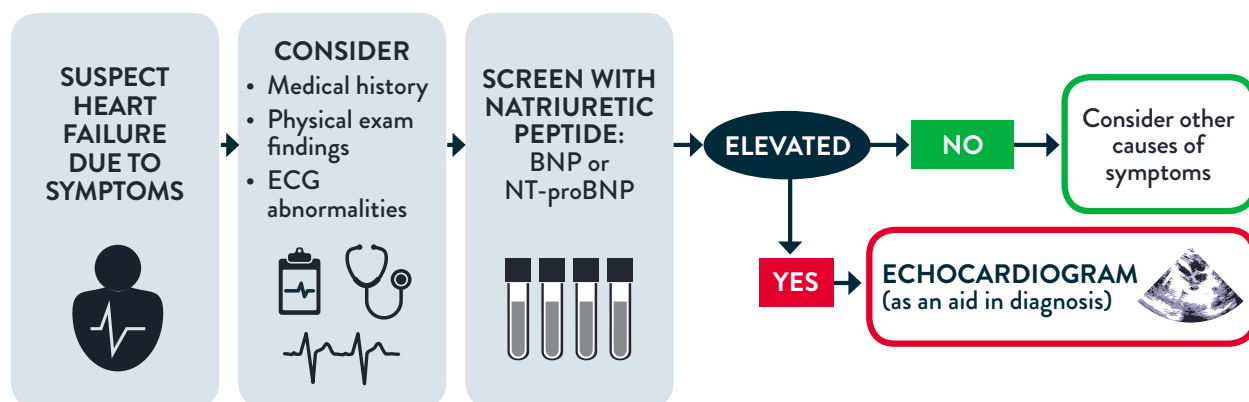 SUSPECT
HEART
FAILURE
DUE TO
SYMPTOMS
CONSIDER
• Medical history
• Physical exam
findings
• ECG
abnormalities
SCREEN WITH
NATRIURETIC
PEPTIDE:
BNP or
NT-proBNP
ELEVATED
NO
Consider other
causes of
symptoms
YES
ECHOCARDIOGRAM
(as an aid in diagnosis)